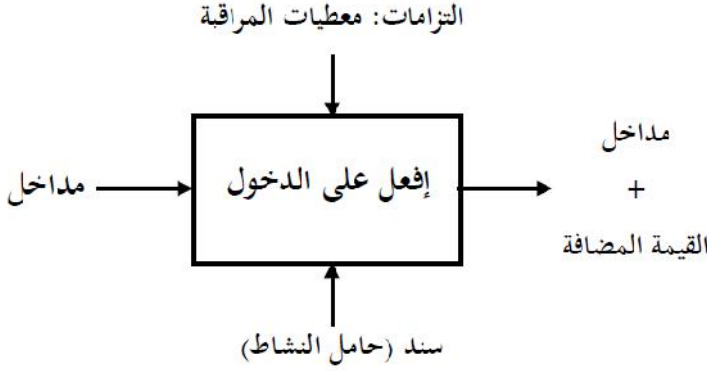 التزامات: معطيات المراقبة
مداخل
إفعل على الدخول
مداخل
+
القيمة المضافة
سند (حامل النشاط)